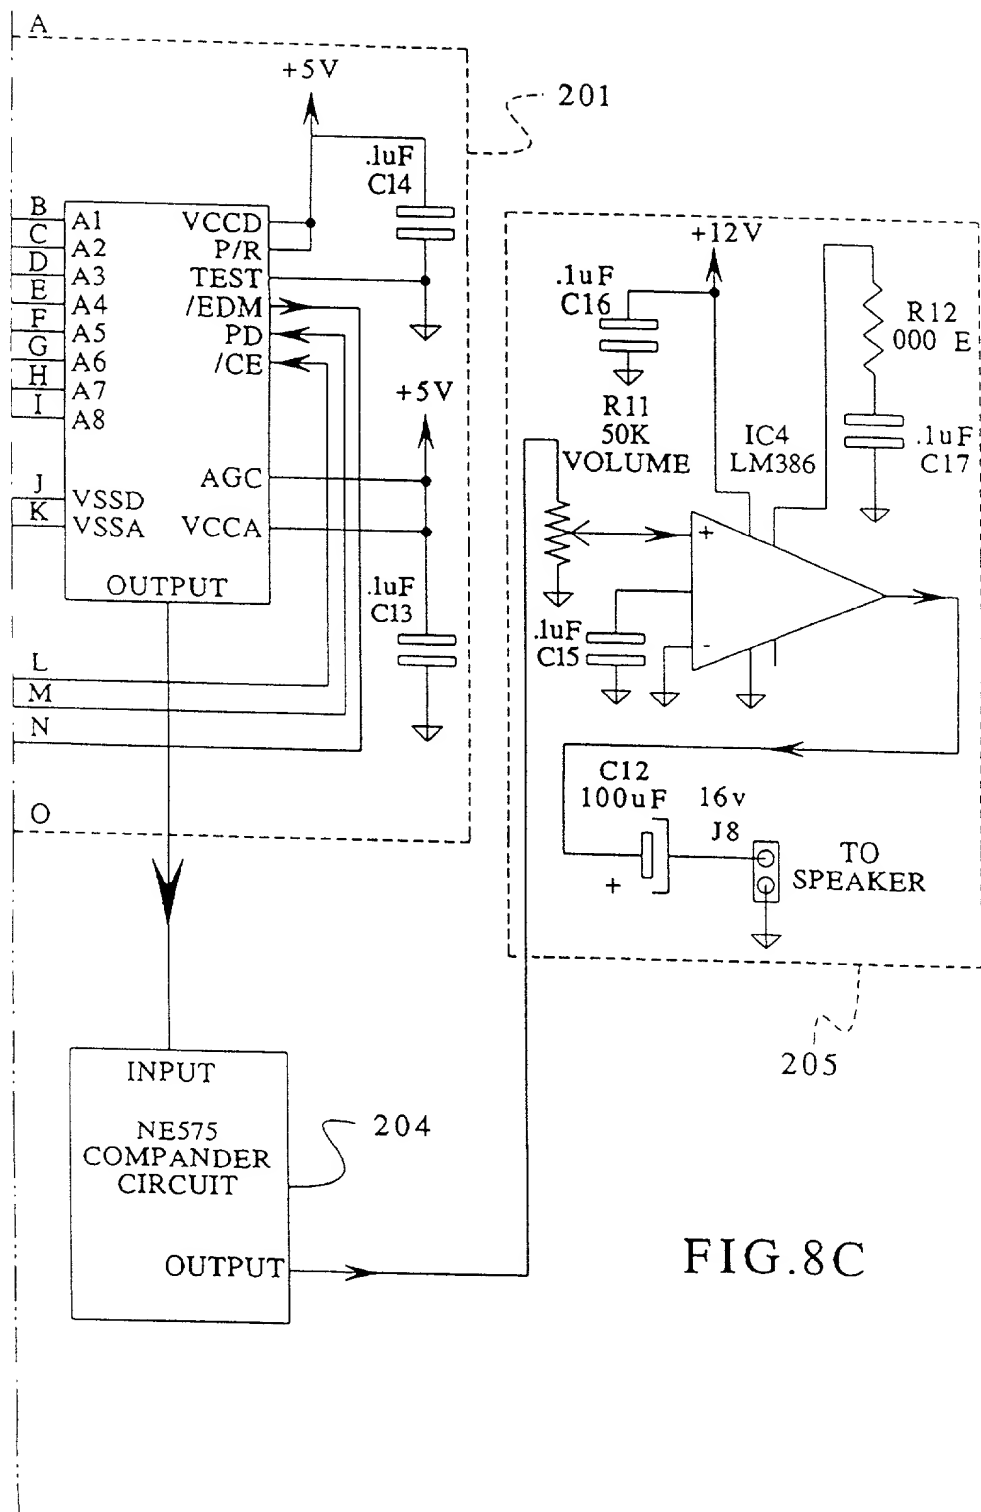 A
+5V
201
.1uF
C14
B
C
D
E
F
G
H
I
J
K
A1
A2
A3
A4
A5
A6
A7
A8
VSSD
VSSA
VCCD
P/R
TEST
/EDM
PD
/CE
AGC
VCCA
OUTPUT
+5V
.1uF
C13
L
M
N
O
+12V
.1uF
C16
R11
50K
VOLUME
IC4
LM386
R12
000 E
.1uF
C17
+
-
.1uF
C15
C12
100uF
16v
J8
+
TO
SPEAKER
205
INPUT
NE575
COMPANDER
CIRCUIT
204
OUTPUT
FIG.8C